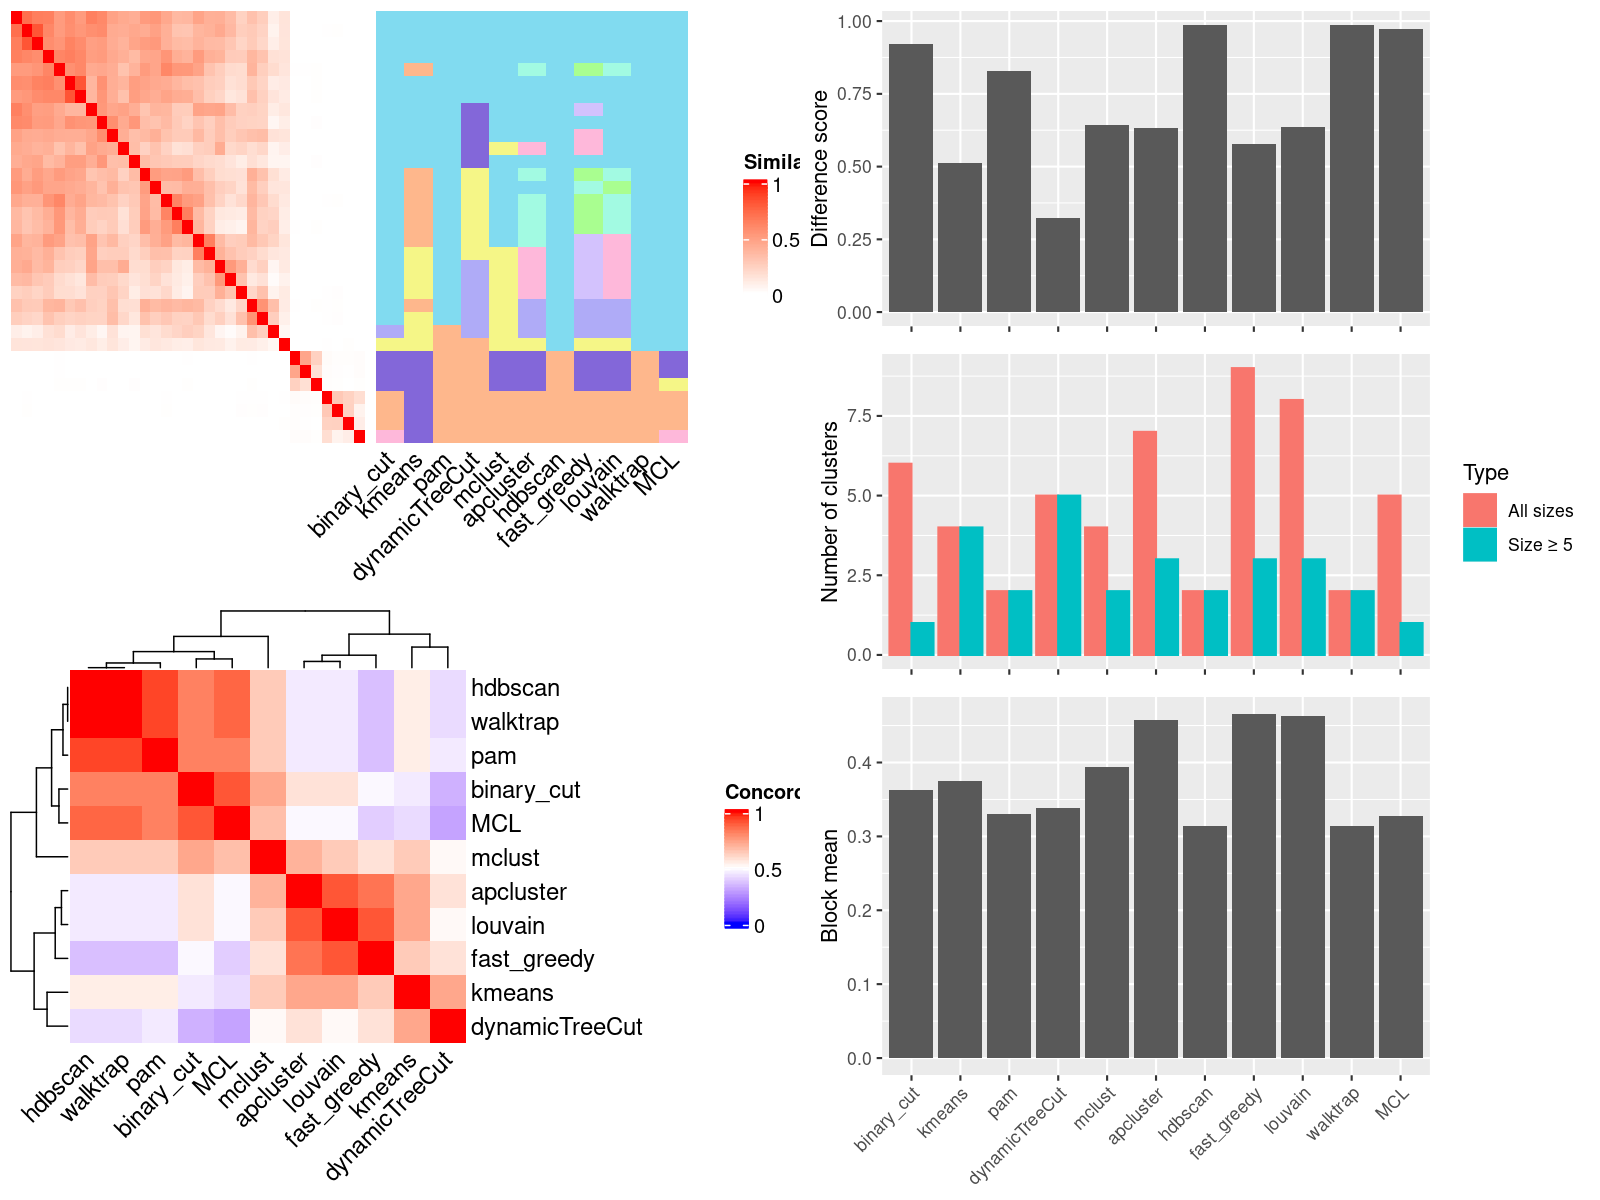 Simila
1
0.5
0
binary_cut
kmeans
pam
dynamicTreeCut
mclust
apcluster
hdbscan
fast_greedy
louvain
walktrap
MCL
hdbscan
walktrap
pam
binary_cut
MCL
mclust
apcluster
louvain
fast_greedy
kmeans
dynamicTreeCut
hdbscan
walktrap
pam
binary_cut
MCL
mclust
apcluster
louvain
fast_greedy
kmeans
dynamicTreeCut
Concord
1
0.5
0
Difference score
1.00
0.75
0.50
0.25
0.00
Number of clusters
7.5
5.0
2.5
0.0
Type
All sizes
Size ≥ 5
Block mean
0.4
0.3
0.2
0.1
0.0
binary_cut
kmeans
pam
dynamicTreeCut
mclust
apcluster
hdbscan
fast_greedy
louvain
walktrap
MCL